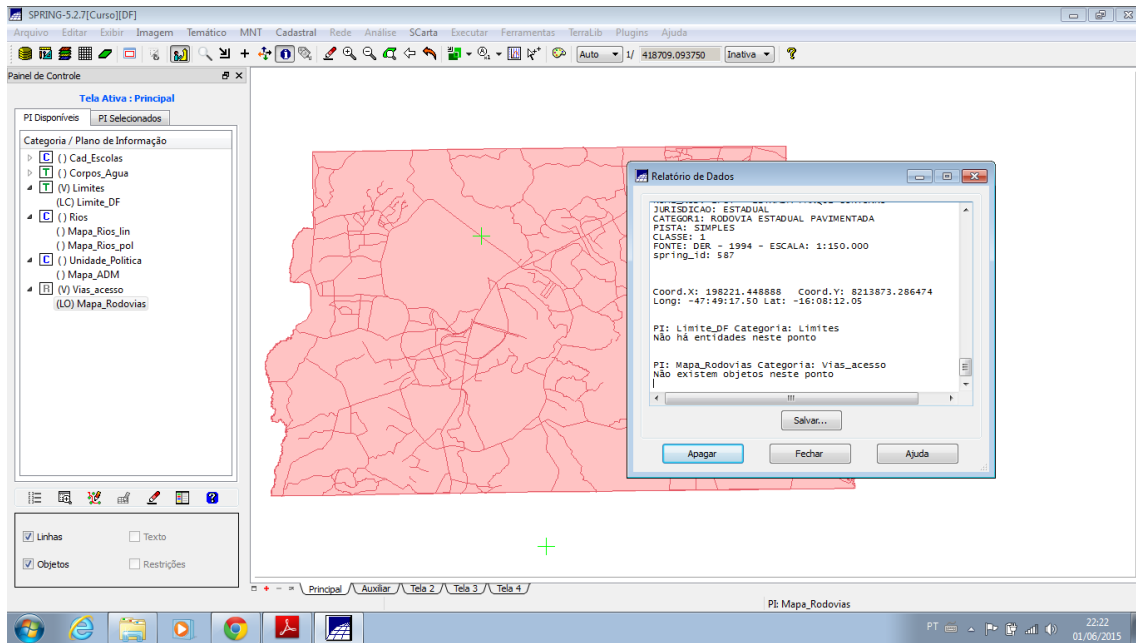 SPRING-5.2.7[Curso][DF]
Arquivo Editar Exibir Imagem Temático MNT Cadastral Rede Análise SCarta Executar Ferramentas TerraLib Plugins Ajuda
Auto 1/ 418709.093750 Inativa
Painel de Controle
Tela Ativa : Principal
PI Disponíveis PI Selecionados
Categoria / Plano de Informação
C () Cad_Escolas
T () Corpos_Agua
T (V) Limites
(LC) Limite_DF
C () Rios
() Mapa_Rios_lin
() Mapa_Rios_pol
C () Unidade_Politica
() Mapa_ADM
R (V) Vias_acesso
(LO) Mapa_Rodovias
Linhas Texto
Objetos Restrições
Relatório de Dados
JURISDICAO: ESTADUAL
CATEGOR1: RODOVIA ESTADUAL PAVIMENTADA
PISTA: SIMPLES
CLASSE: 1
FONTE: DER - 1994 - ESCALA: 1:150.000
spring_id: 587
Coord.X: 198221.448888 Coord.Y: 8213873.286474
Long: -47:49:17.50 Lat: -16:08:12.05
PI: Limite_DF Categoria: Limites
Não há entidades neste ponto
PI: Mapa_Rodovias Categoria: Vias_acesso
Não existem objetos neste ponto
Salvar...
Apagar Fechar Ajuda
Principal Auxiliar Tela 2 Tela 3 Tela 4
PI: Mapa_Rodovias
PT 22:22
01/06/2015